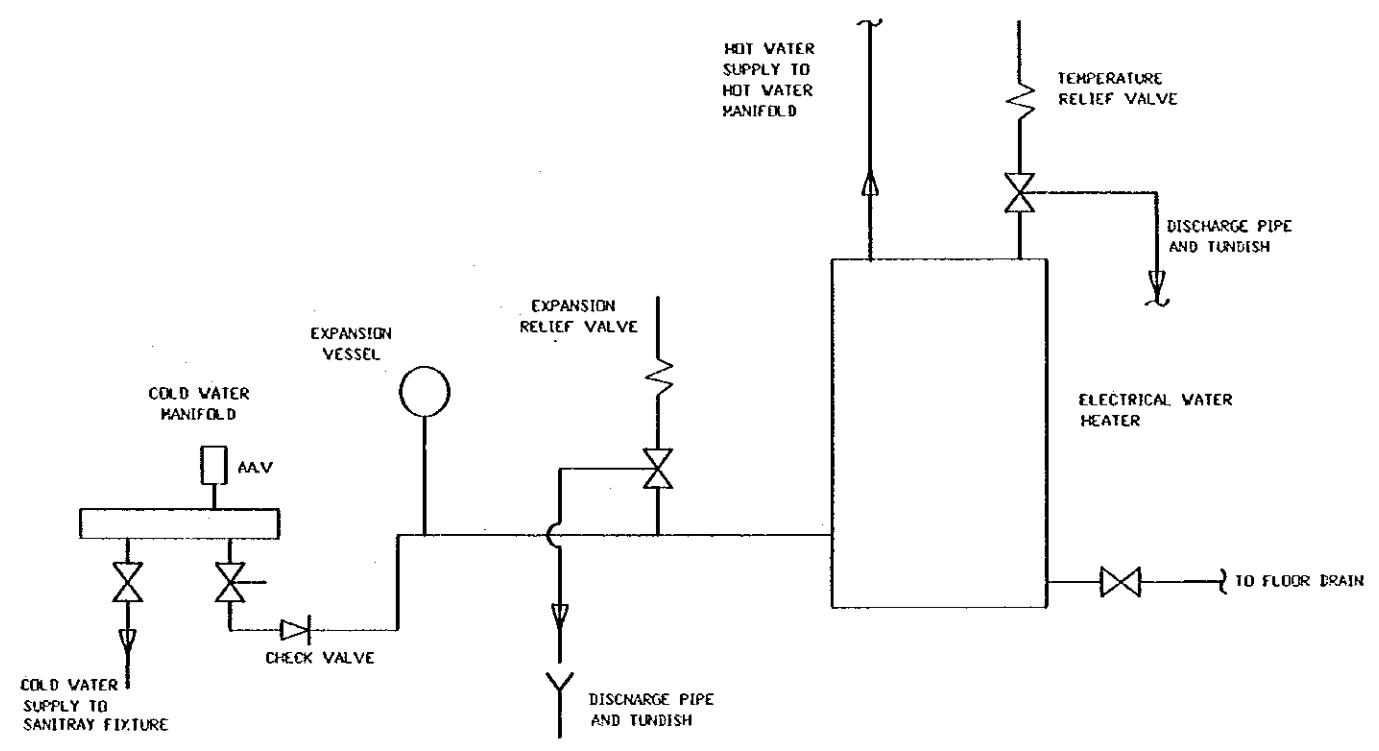 HOT WATER
SUPPLY TO
HOT WATER
MANIFOLD
TEMPERATURE
RELIEF VALVE
DISCHARGE PIPE
AND TUNDISH
EXPANSION
RELIEF VALVE
EXPANSION
VESSEL
COLD WATER
MANIFOLD
AA.V
ELECTRICAL WATER
HEATER
TO FLOOR DRAIN
CHECK VALVE
COLD WATER
SUPPLY TO
SANITRAY FIXTURE
DISCHARGE PIPE
AND TUNDISH